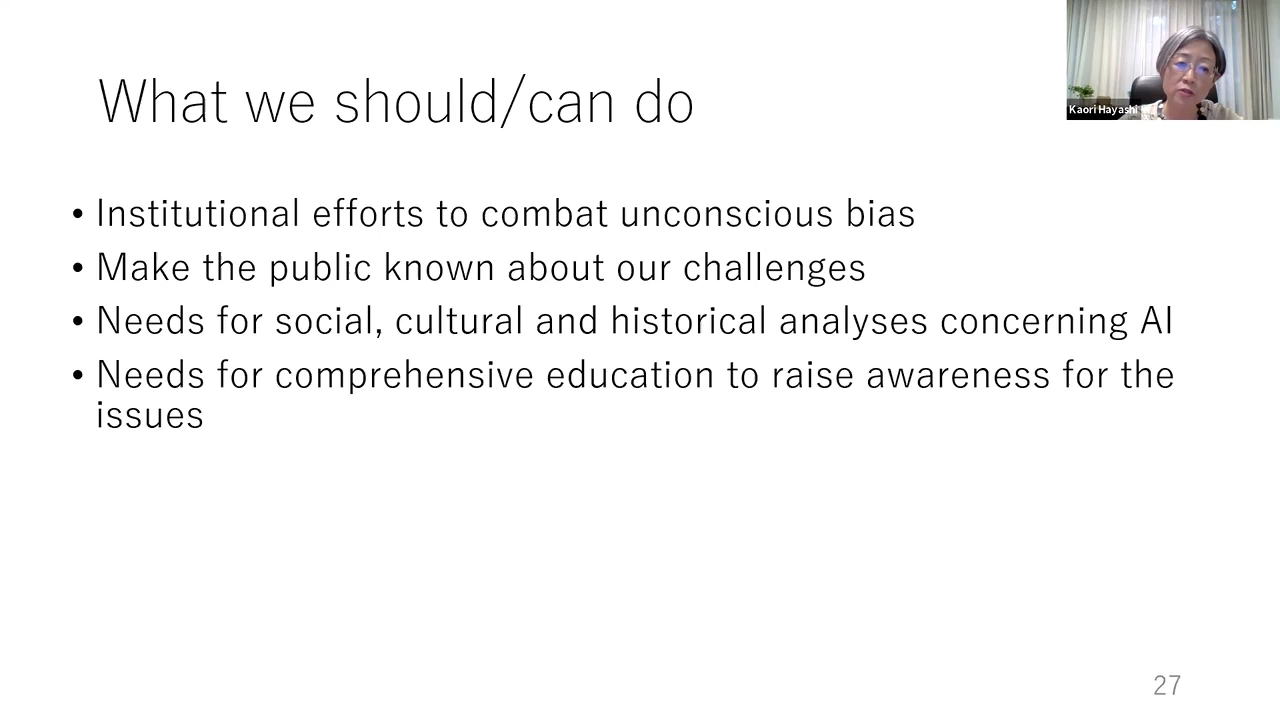 What we should/can do
Kaori Hayashi
• Institutional efforts to combat unconscious bias
• Make the public known about our challenges
• Needs for social, cultural and historical analyses concerning AI
• Needs for comprehensive education to raise awareness for the
issues
27